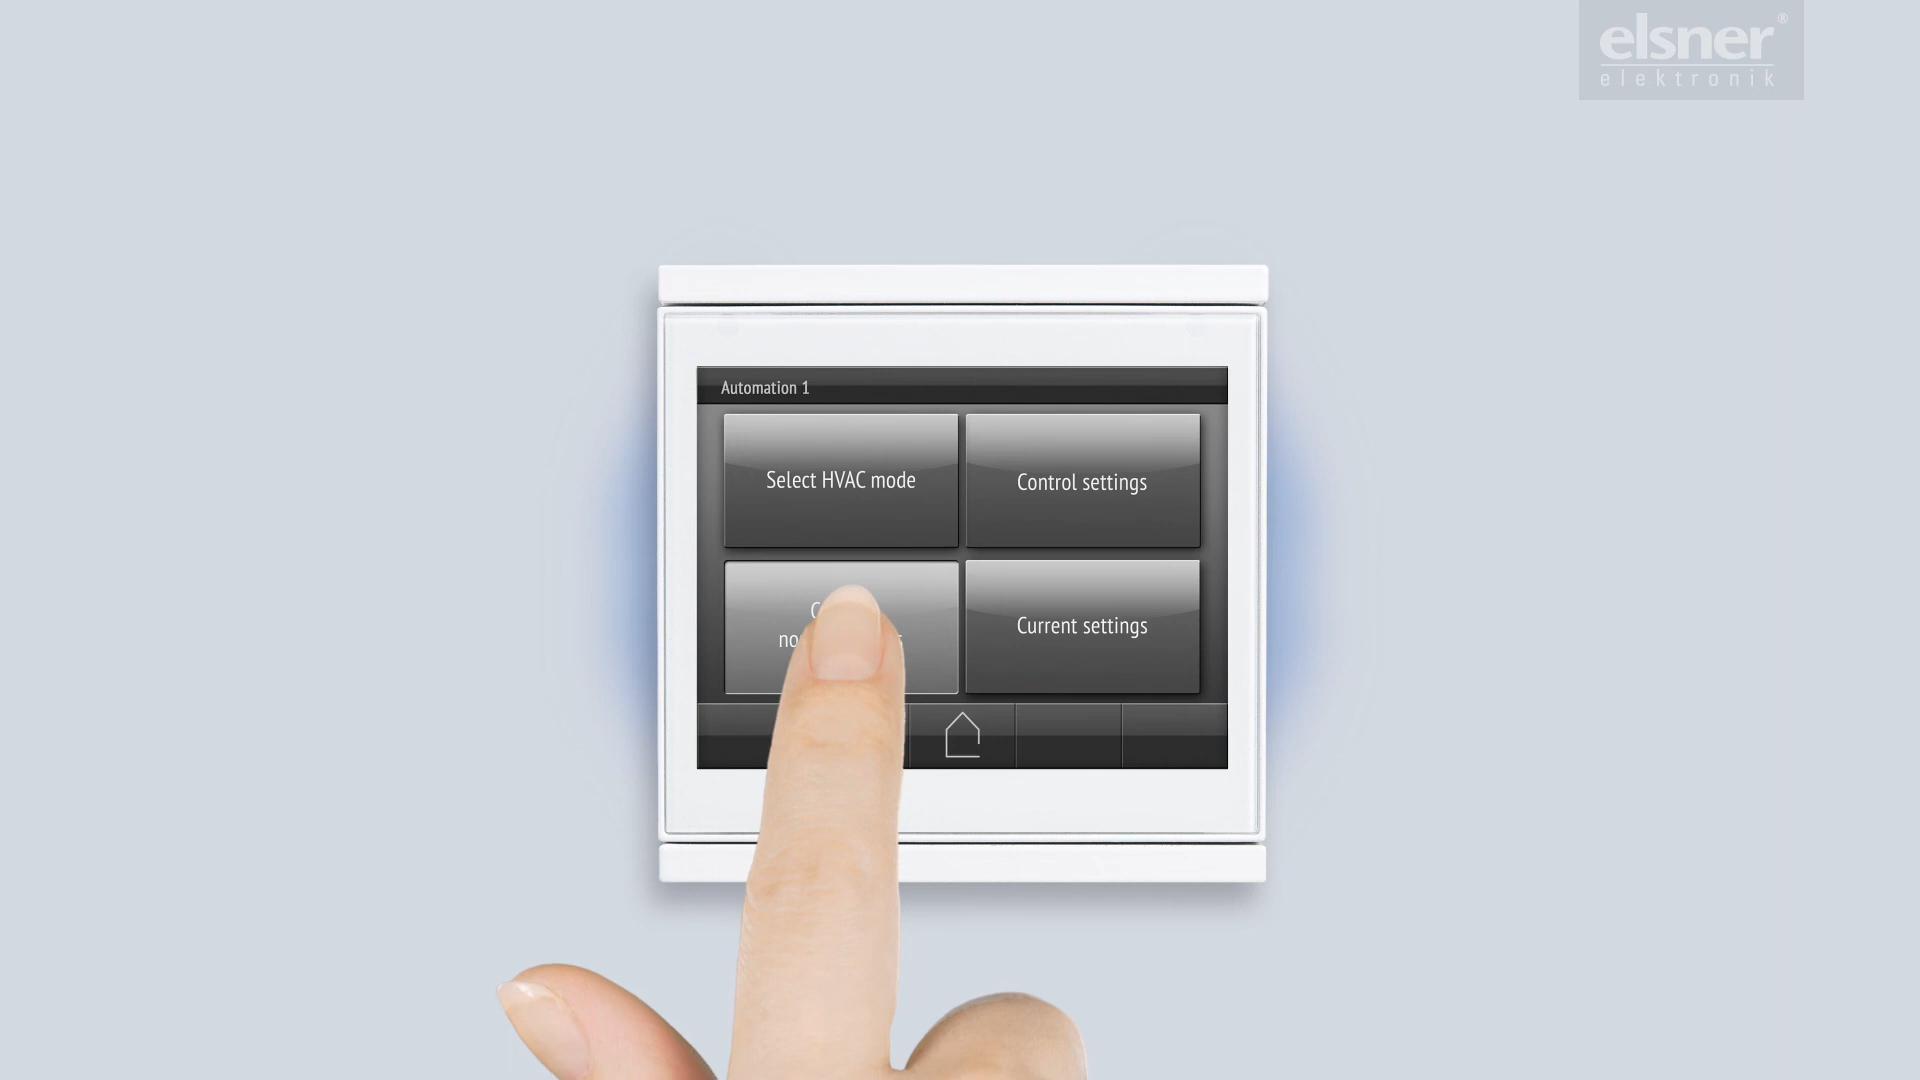 elsner®
elektronik
Automation 1
Select HVAC mode
Control settings
Current settings